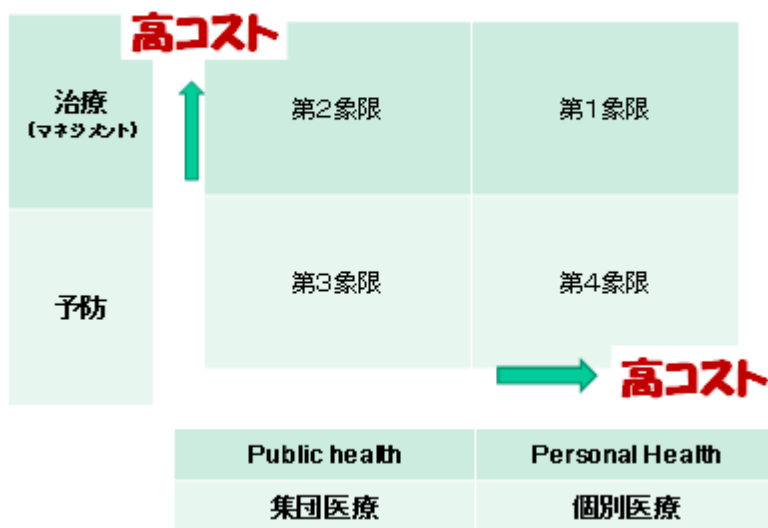 高コスト
治療
(マネジメント)
第2象限
第1象限
予防
第3象限
第4象限
高コスト
Public health
Personal Health
集団医療
個別医療